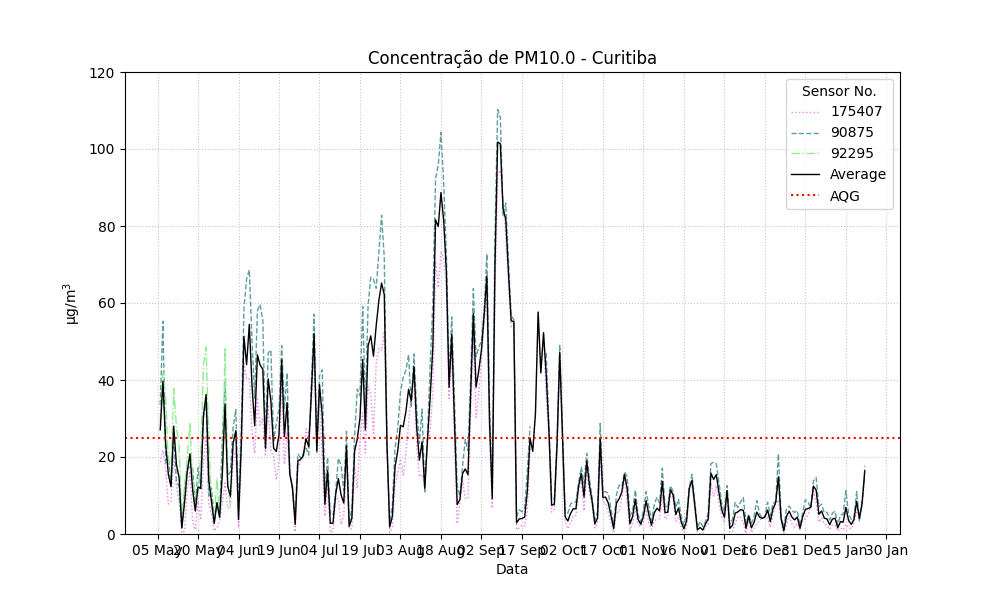 Concentração de PM10.0 - Curitiba
120
100
80
60
40
20
0
µg/m³
Sensor No.
175407
90875
92295
Average
AQG
05 May 20 May 04 Jun 19 Jun 04 Jul 19 Jul 03 Aug 18 Aug 02 Sep 17 Sep 02 Oct 17 Oct 01 Nov 16 Nov 01 Dec 16 Dec 31 Dec 15 Jan 30 Jan
Data